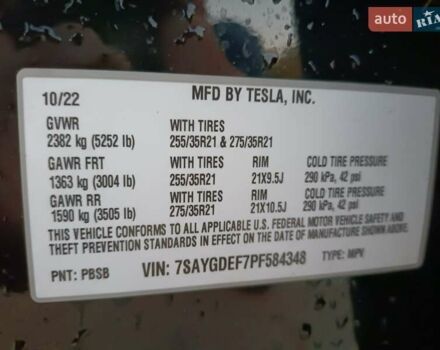 auto RIA
10/22 MFD BY TESLA, INC.
GVWR WITH TIRES
2382 kg (5252 lb) 255/35R21 & 275/35R21
GAWR FRT WITH TIRES RIM COLD TIRE PRESSURE
1363 kg (3004 lb) 255/35R21 21X9.5J 290 kPa, 42 psi
GAWR RR WITH TIRES RIM COLD TIRE PRESSURE
1590 kg (3505 lb) 275/35R21 21X10.5J 290 kPa, 42 psi
THIS VEHICLE CONFORMS TO ALL APPLICABLE U.S. FEDERAL MOTOR VEHICLE SAFETY AND
THEFT PREVENTION STANDARDS IN EFFECT ON THE DATE OF MANUFACTURE SHOWN ABOVE.
PNT: PBSB VIN: 7SAYGDEF7PF584348 TYPE: MPV